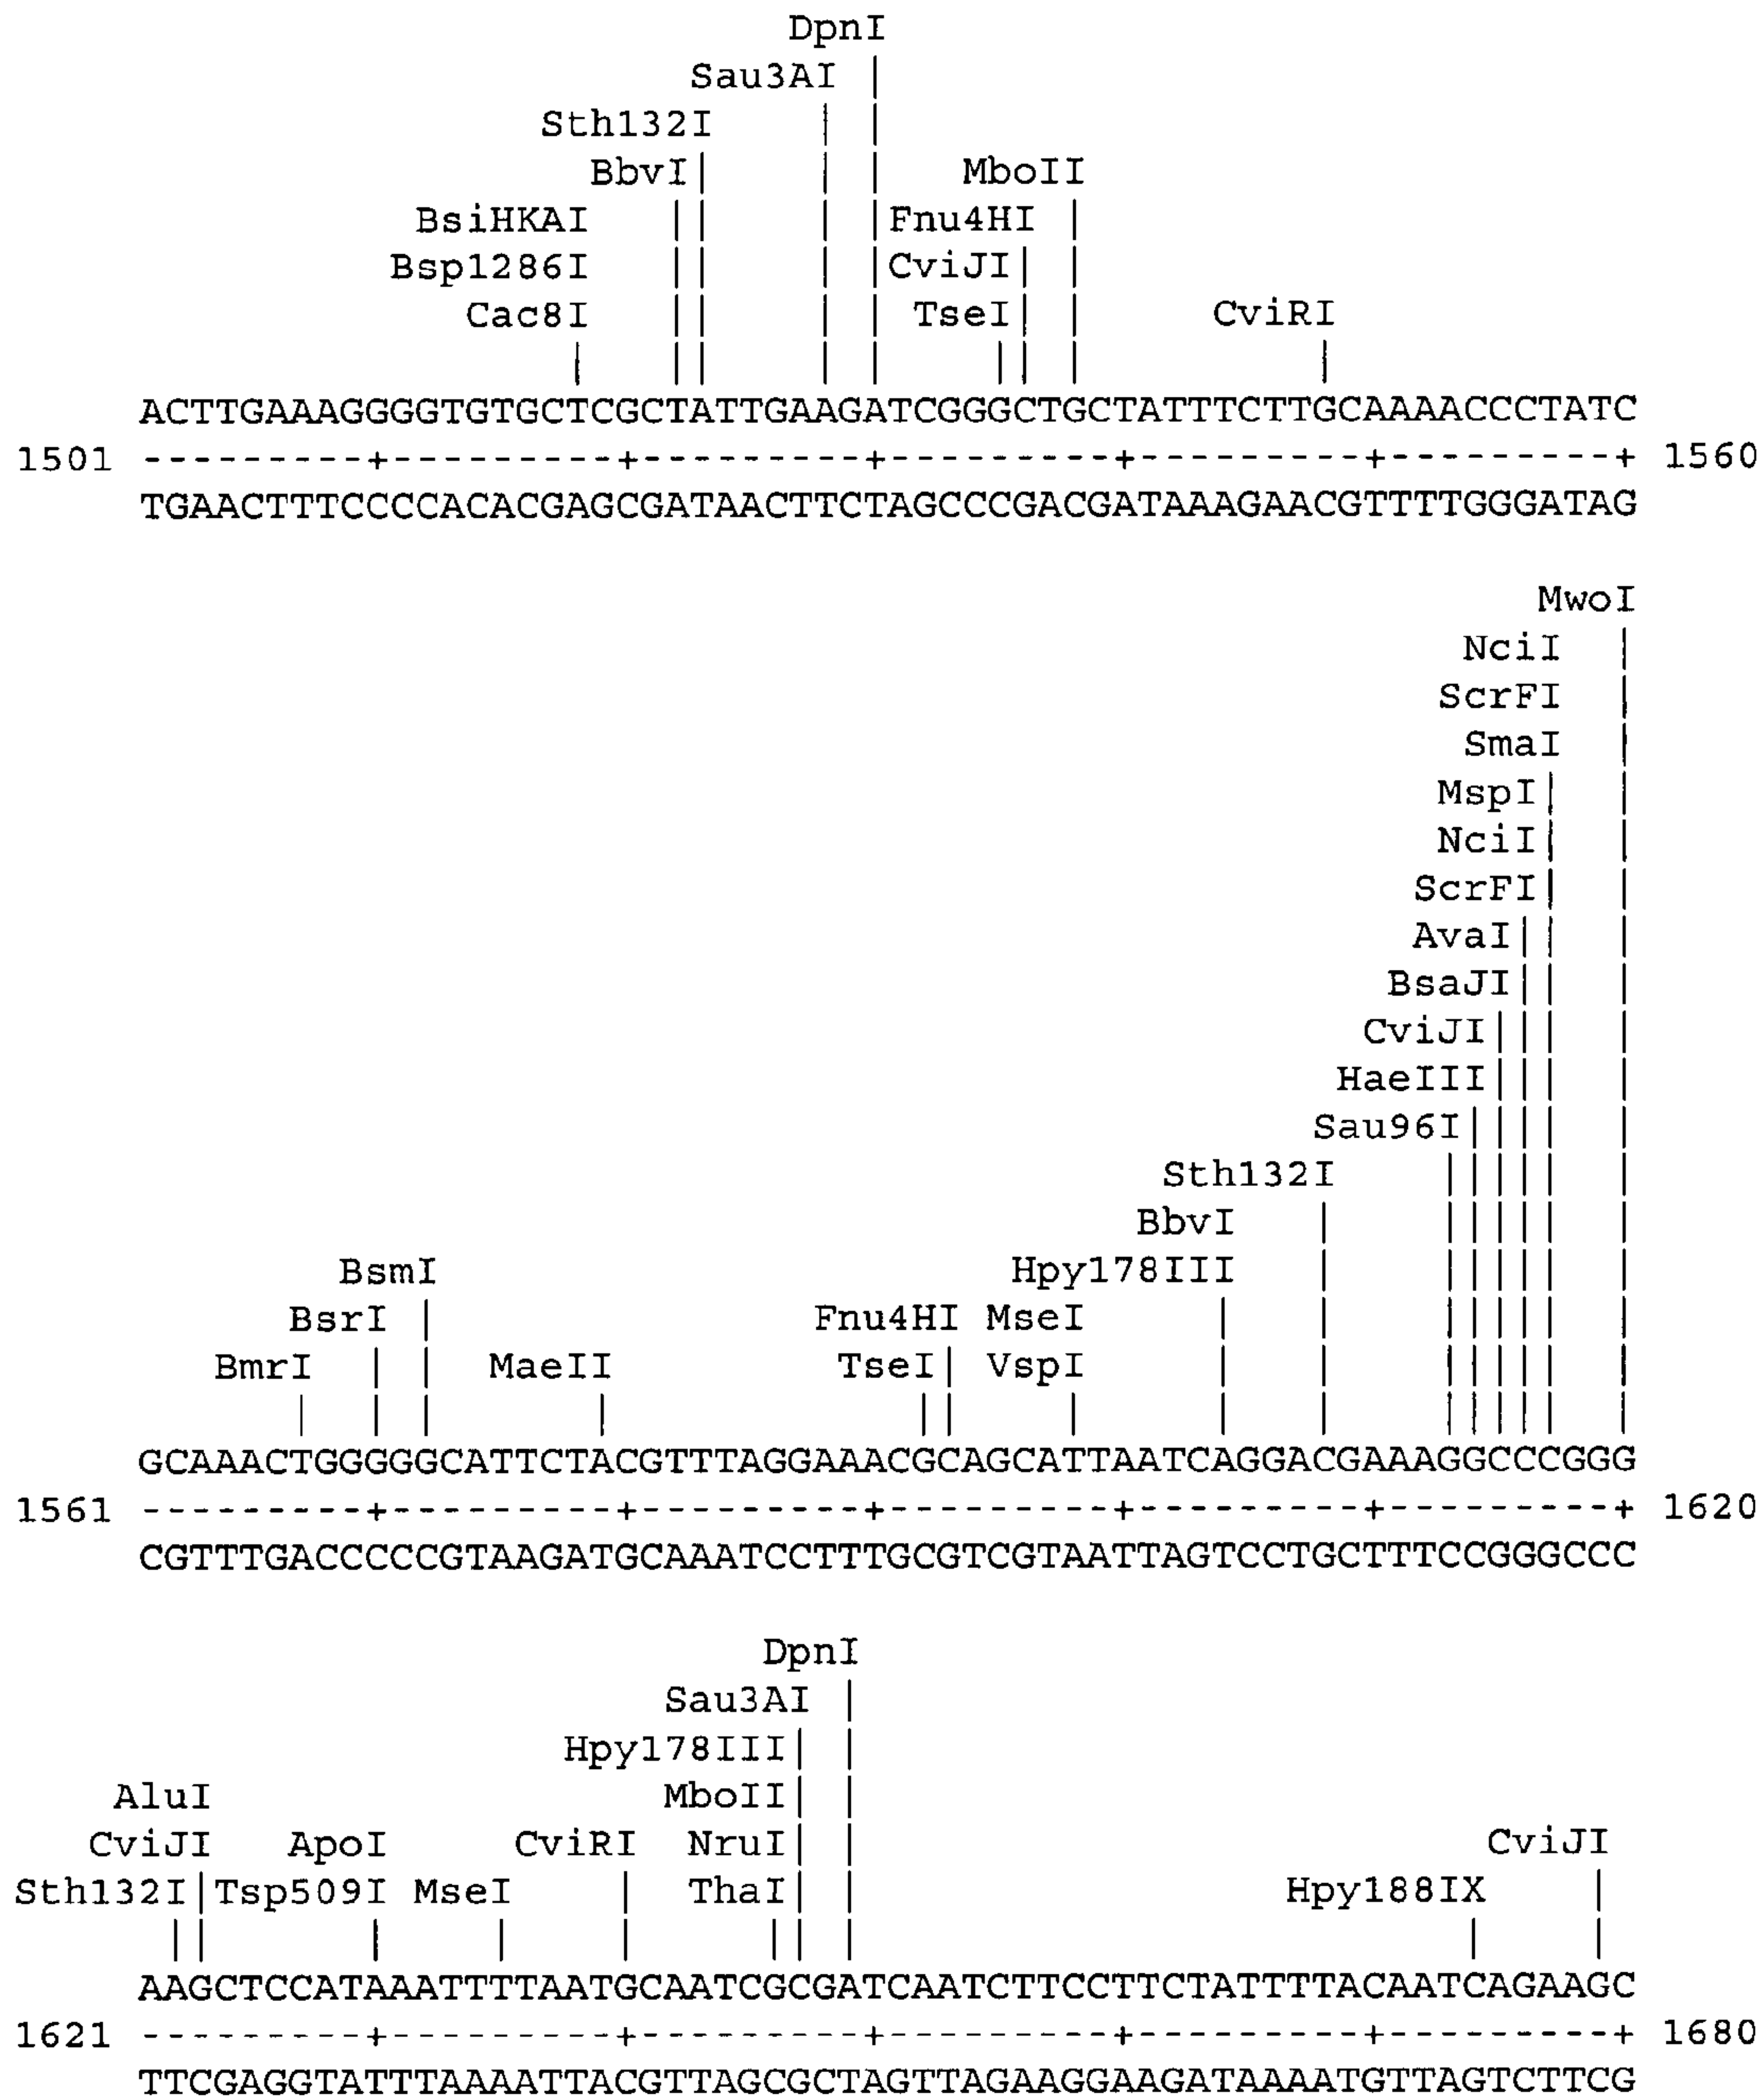 DpnI
Sau3AI |
Sth132I | |
BbvI| | | MboII
BsiHKAI | | | |Fnu4HI |
Bsp1286I | | | |CviJI| |
Cac8I | | | | TseI| | CviRI
| | | | | | | | |
ACTTGAAAGGGGTGTGCTCGCTATTGAAGATCGGGCTGCTATTTCTTGCAAAACCCTATC
1501 ---------+---------+---------+---------+---------+---------+ 1560
TGAACTTTCCCCACACGAGCGATAACTTCTAGCCCGACGATAAAGAACGTTTTGGGATAG
MwoI
NciI |
ScrFI |
SmaI |
MspI| |
NciI| |
ScrFI| |
AvaI| | |
BsaJI| | |
CviJI| | | |
HaeIII| | | |
Sau96I| | | | |
Sth132I | | | | | |
BbvI | | | | | | |
BsmI Hpy178III | | | | | | |
BsrI | Fnu4HI MseI | | | | | | | |
BmrI | | MaeII TseI| VspI | | | | | | | |
| | | | | | | | | | | | | | |
GCAAACTGGGGGGCATTCTACGTTTAGGAAACGCAGCATTAATCAGGACGAAAGGCCCGGG
1561 ---------+---------+---------+---------+---------+---------+ 1620
CGTTTGACCCCCCGTAAGATGCAAATCCTTTGCGTCGTAATTAGTCCTGCTTTCCGGGCCC
DpnI
Sau3AI |
Hpy178III| |
AluI MboII| |
CviJI ApoI CviRI NruI| | CviJI
Sth132I|Tsp509I MseI | ThaI| | Hpy188IX |
| | | | | | | | | |
AAGCTCCATAAATTTTAATGCAATCGCGATCAATCTTCCTTCTATTTTACAATCAGAAGC
1621 ---------+---------+---------+---------+---------+---------+ 1680
TTCGAGGTATTTAAAATTACGTTAGCGCTAGTTAGAAGGAAGATAAAATGTTAGTCTTCG